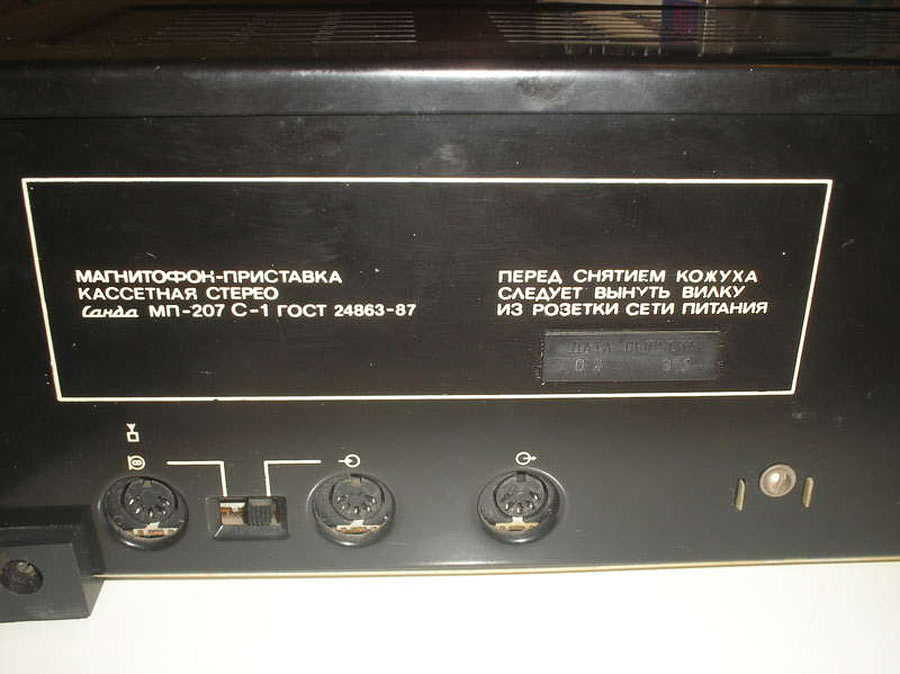 МАГНИТОФОН-ПРИСТАВКА
КАССЕТНАЯ СТЕРЕО
Санда МП-207 С-1 ГОСТ 24863-87
ПЕРЕД СНЯТИЕМ КОЖУХА
СЛЕДУЕТ ВЫНУТЬ ВИЛКУ
ИЗ РОЗЕТКИ СЕТИ ПИТАНИЯ
ДАТА